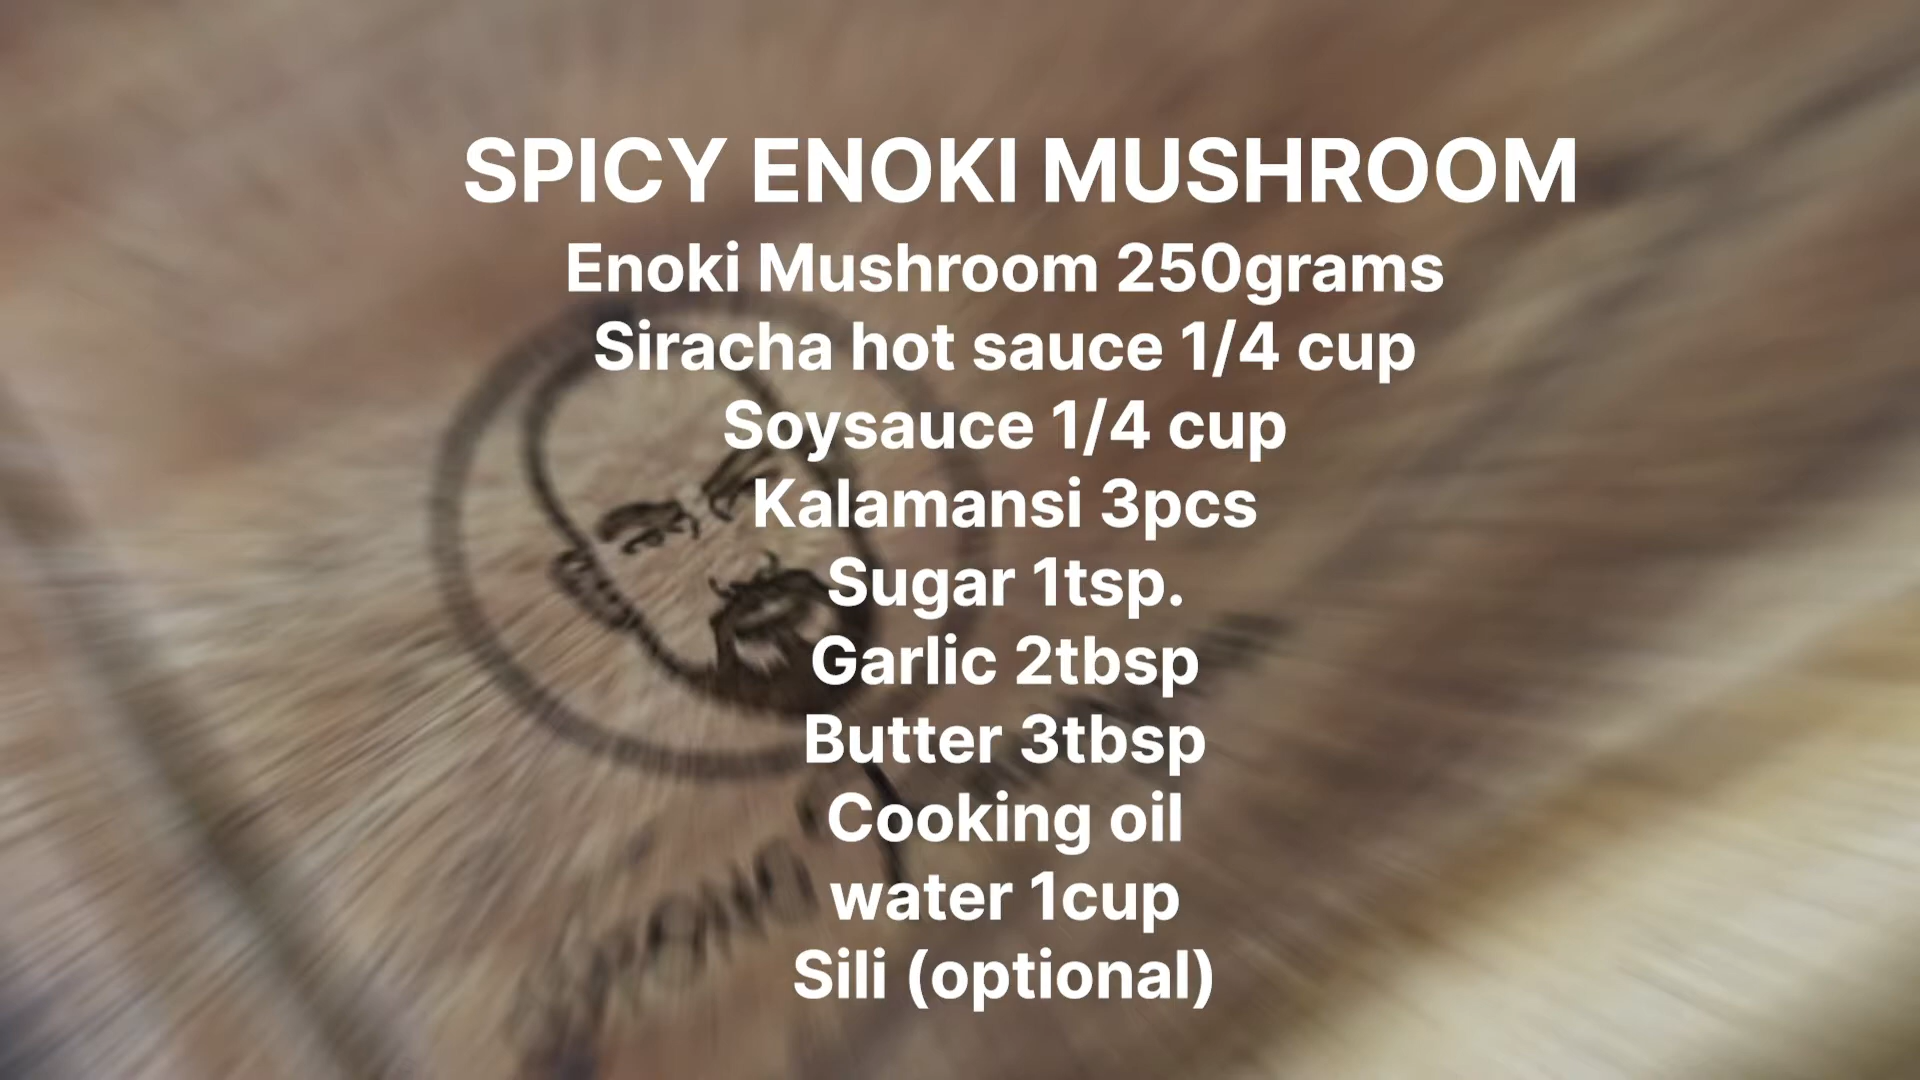 SPICY ENOKI MUSHROOM
Enoki Mushroom 250grams
Siracha hot sauce 1/4 cup
Soysauce 1/4 cup
Kalamansi 3pcs
Sugar 1tsp.
Garlic 2tbsp
Butter 3tbsp
Cooking oil
water 1cup
Sili (optional)